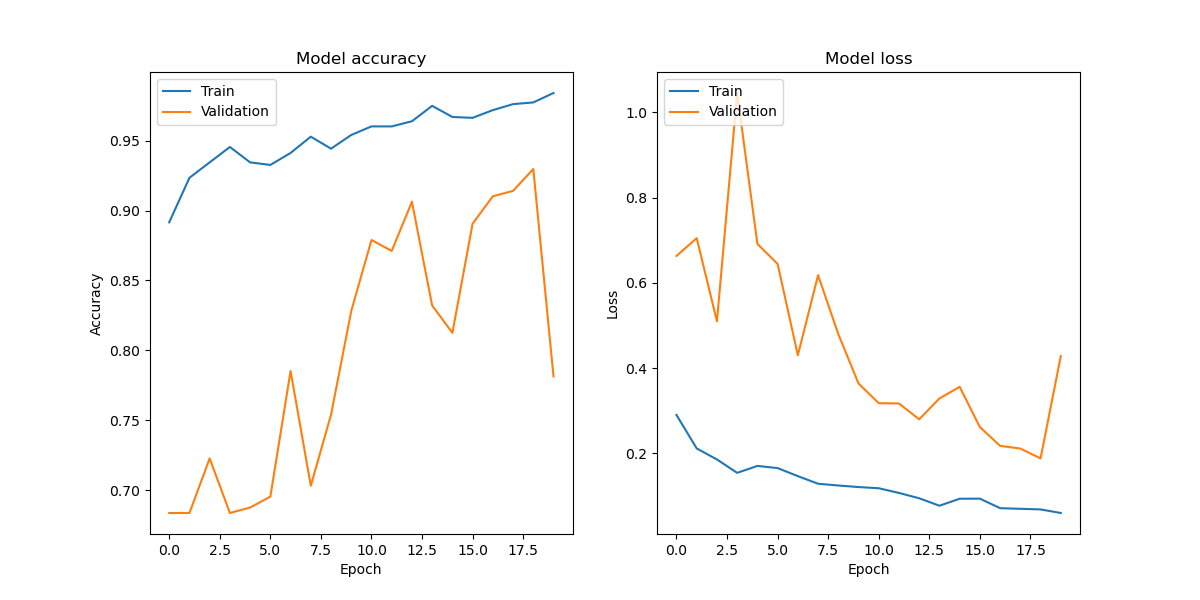 Model accuracy
Train
Validation
0.95
0.90
0.85
0.80
0.75
0.70
Accuracy
0.0 2.5 5.0 7.5 10.0 12.5 15.0 17.5
Epoch
Model loss
Train
Validation
1.0
0.8
0.6
0.4
0.2
Loss
0.0 2.5 5.0 7.5 10.0 12.5 15.0 17.5
Epoch